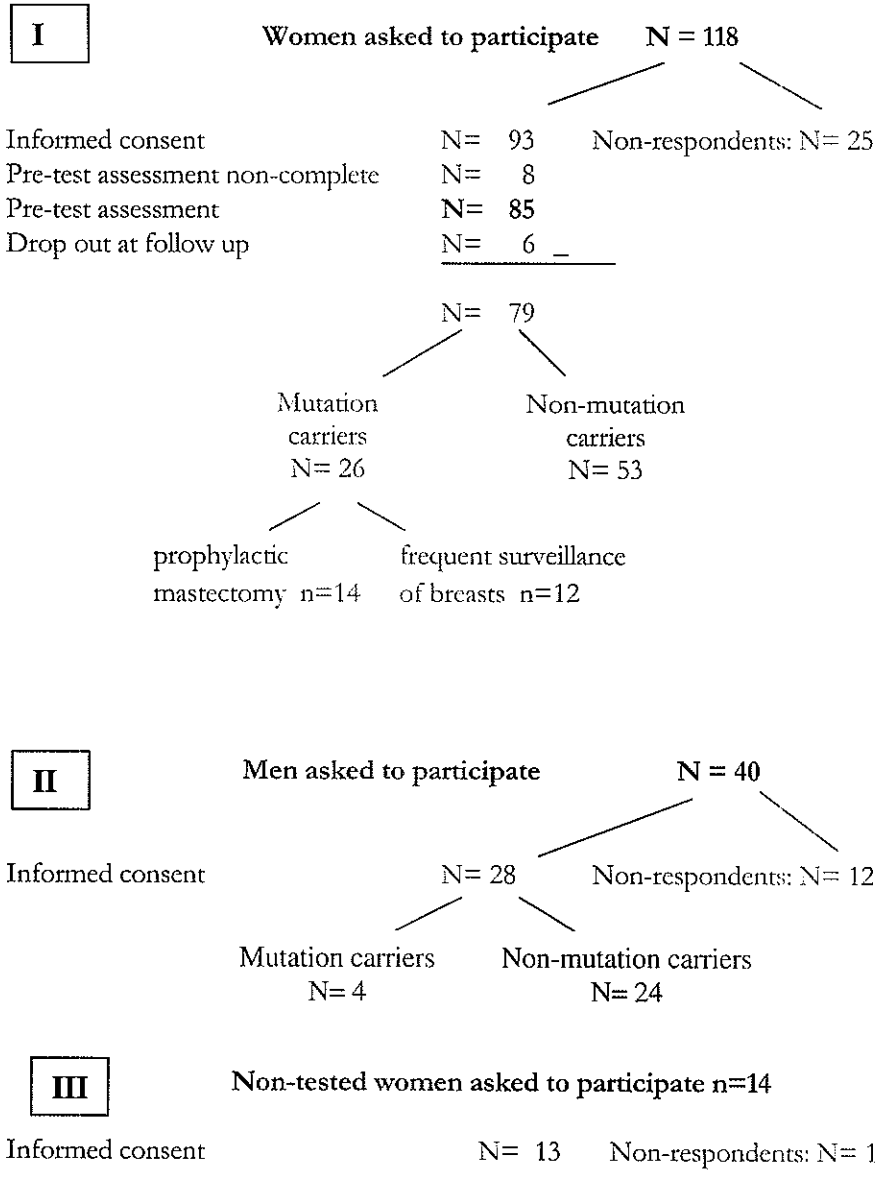 I Women asked to participate N = 118
Informed consent N= 93 Non-respondents: N= 25
Pre-test assessment non-complete N= 8
Pre-test assessment N= 85
Drop out at follow up N= 6 _
N= 79
Mutation Non-mutation
carriers carriers
N= 26 N= 53
prophylactic frequent surveillance
mastectomy n=14 of breasts n=12
II Men asked to participate N = 40
Informed consent N= 28 Non-respondents: N= 12
Mutation carriers Non-mutation carriers
N= 4 N= 24
III Non-tested women asked to participate n=14
Informed consent N= 13 Non-respondents: N= 1